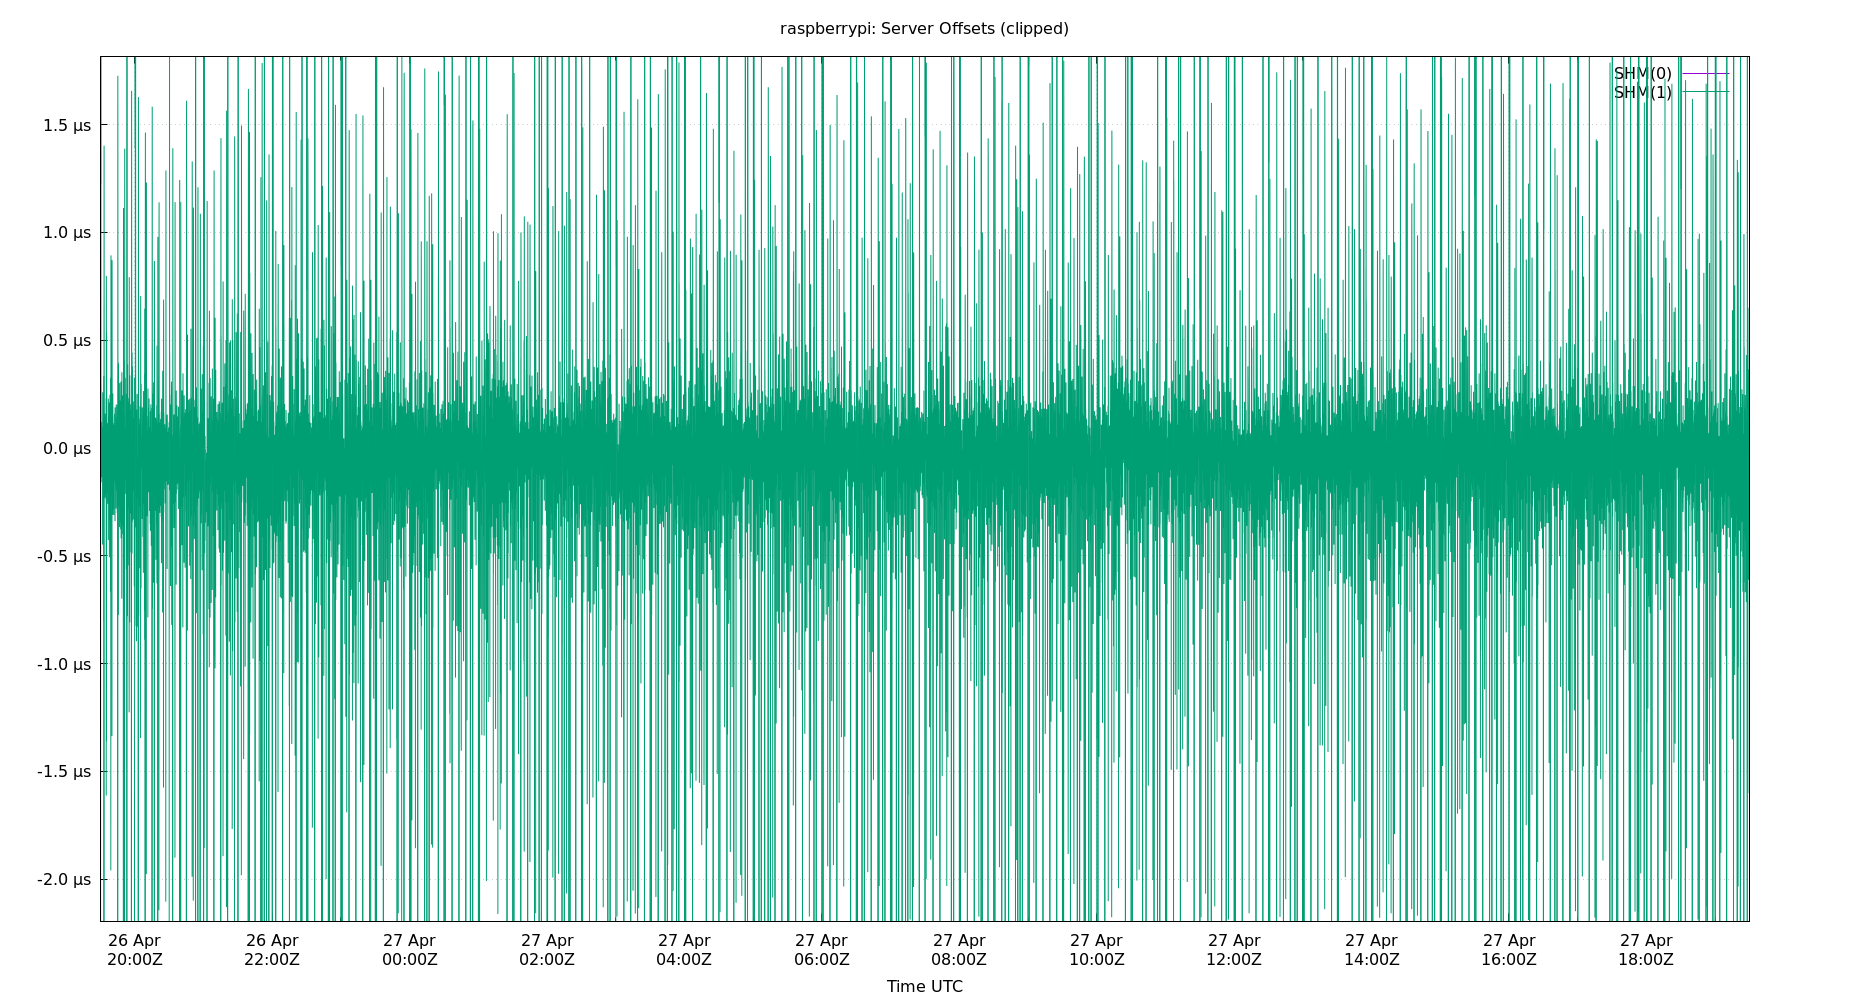 raspberrypi: Server Offsets (clipped)
SHM(0)
SHM(1)
1.5 µs
1.0 µs
0.5 µs
0.0 µs
-0.5 µs
-1.0 µs
-1.5 µs
-2.0 µs
26 Apr 26 Apr 27 Apr 27 Apr 27 Apr 27 Apr 27 Apr 27 Apr 27 Apr 27 Apr 27 Apr 27 Apr
20:00Z 22:00Z 00:00Z 02:00Z 04:00Z 06:00Z 08:00Z 10:00Z 12:00Z 14:00Z 16:00Z 18:00Z
Time UTC